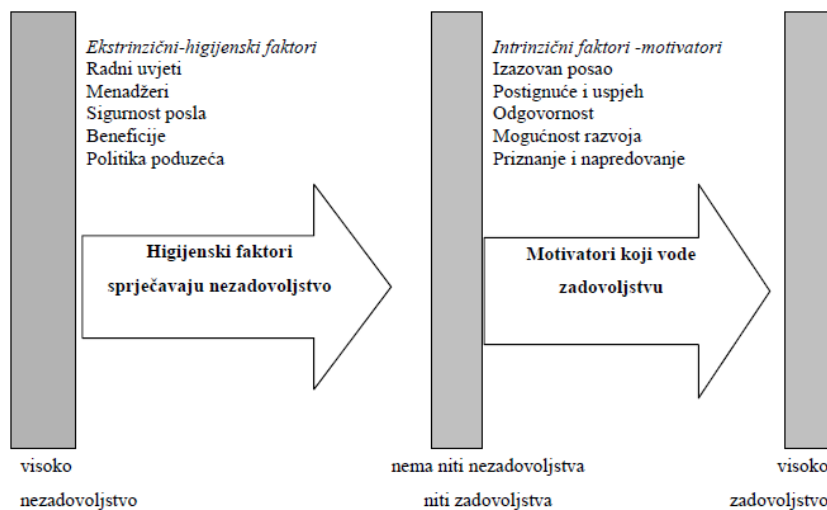 Ekstrinzični-higijenski faktori
Radni uvjeti
Menadžeri
Sigurnost posla
Beneficije
Politika poduzeća
Intrinzični faktori -motivatori
Izazovan posao
Postignuće i uspjeh
Odgovornost
Mogućnost razvoja
Priznanje i napredovanje
Higijenski faktori
sprječavaju nezadovoljstvo
Motivatori koji vode
zadovoljstvu
visoko
nezadovoljstvo
nema niti nezadovoljstva
niti zadovoljstva
visoko
zadovoljstvo